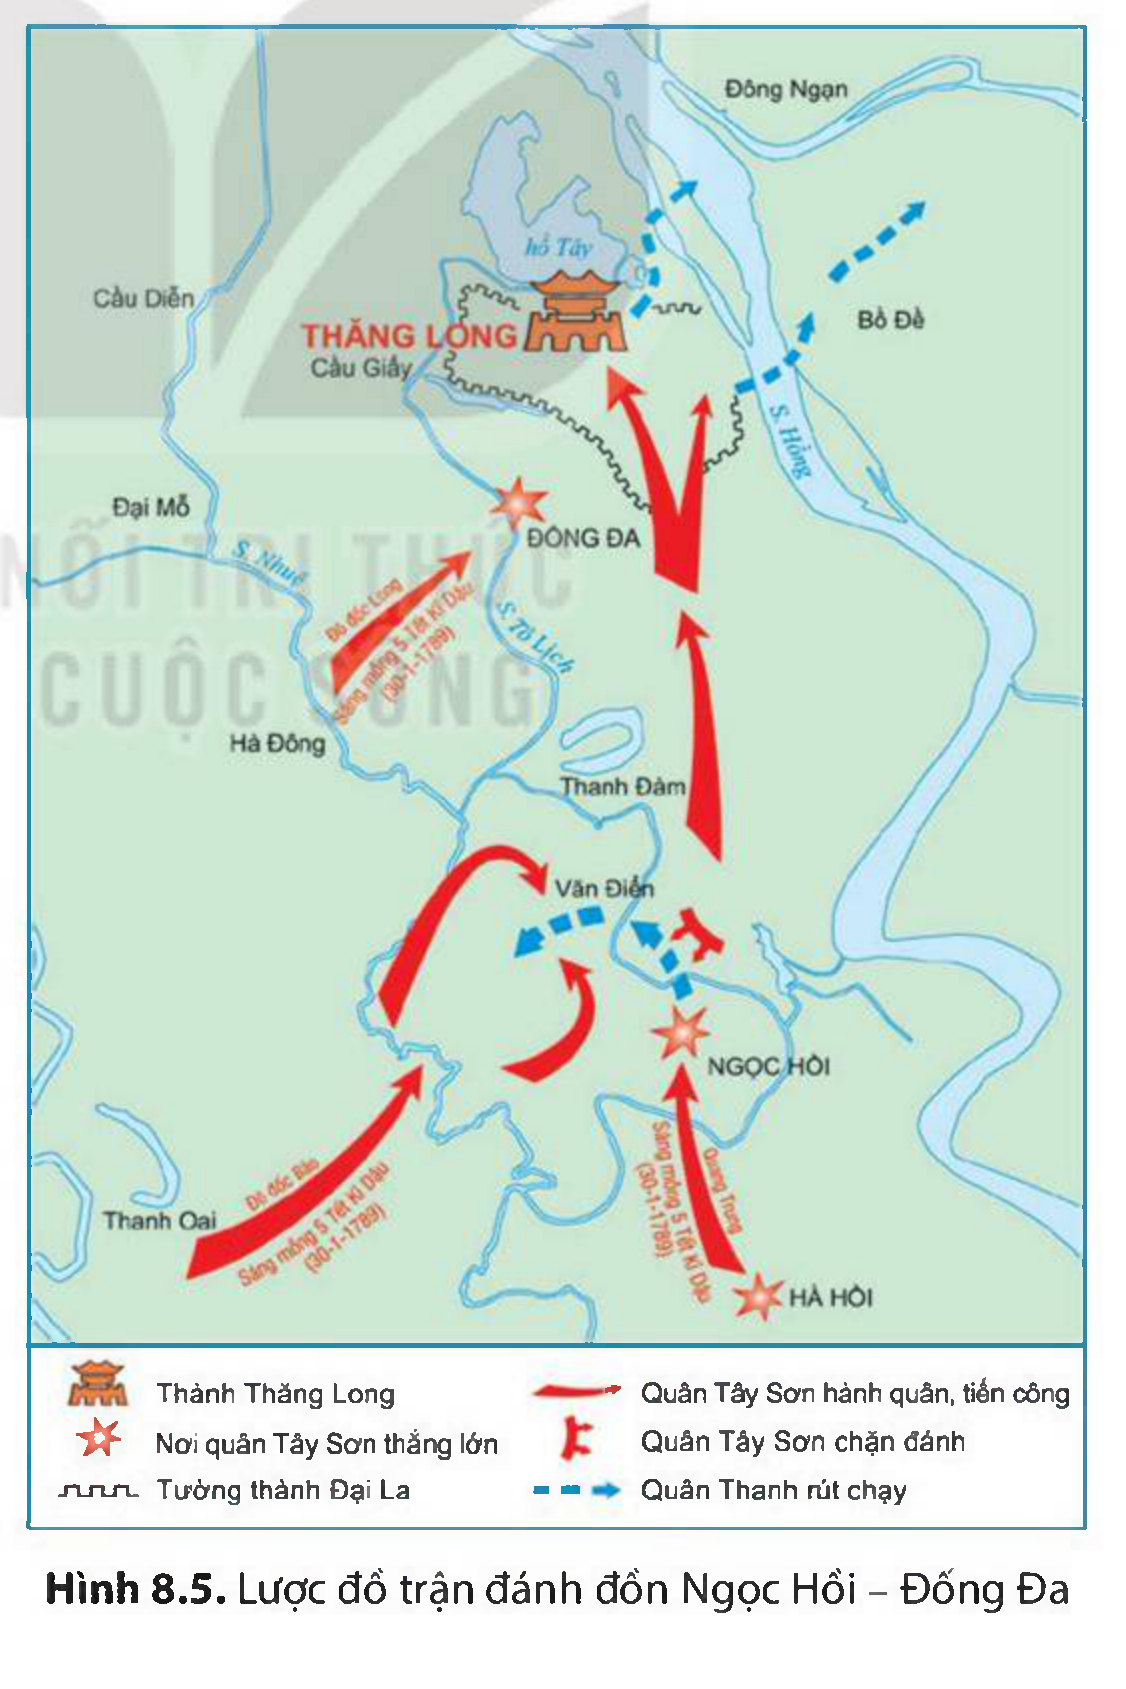 Đông Ngạn
hồ Tây
Cầu Diễn
Bồ Đề
THĂNG LONG
Cầu Giấy
S. Hồng
Đại Mỗ
ĐỐNG ĐA
S. Nhuệ
NỐI TRI THỨC
Đô đốc Long
Sáng mồng 5 Tết Kỉ Dậu
(30-1-1789)
S. Tô Lịch
CUỘC SỐNG
Hà Đông
Thanh Đàm
Văn Điển
NGỌC HỒI
Đô đốc Bảo
Sáng mồng 5 Tết Kỉ Dậu
(30-1-1789)
Quang Trung
Sáng mồng 5 Tết Kỉ Dậu
(30-1-1789)
Thanh Oai
HÀ HỒI
Thành Thăng Long
Quân Tây Sơn hành quân, tiến công
Nơi quân Tây Sơn thắng lớn
Quân Tây Sơn chặn đánh
Tường thành Đại La
Quân Thanh rút chạy
Hình 8.5. Lược đồ trận đánh đồn Ngọc Hồi – Đống Đa